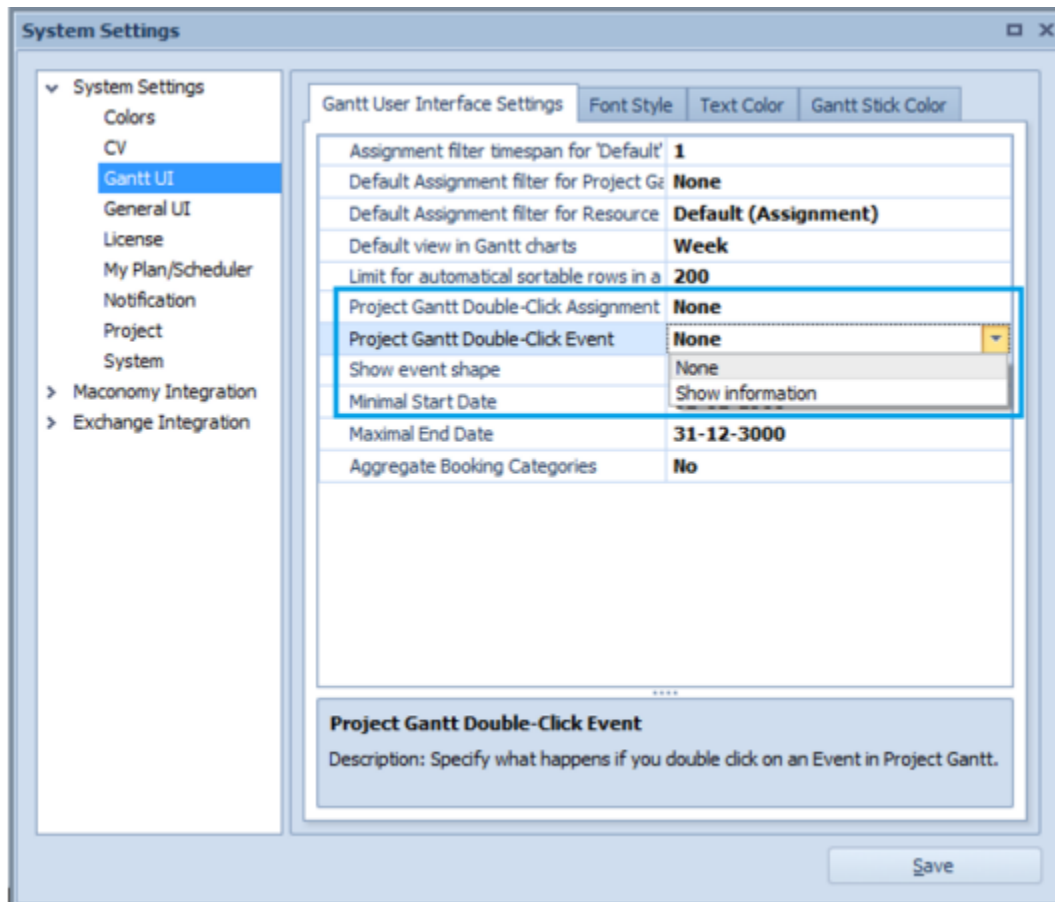 System Settings
System Settings
Colors
CV
Gantt UI
General UI
License
My Plan/Scheduler
Notification
Project
System
Maconomy Integration
Exchange Integration
Gantt User Interface Settings Font Style Text Color Gantt Stick Color
Assignment filter timespan for 'Default' 1
Default Assignment filter for Project Ga None
Default Assignment filter for Resource Default (Assignment)
Default view in Gantt charts Week
Limit for automatical sortable rows in a 200
Project Gantt Double-Click Assignment None
Project Gantt Double-Click Event None
Show event shape None
Minimal Start Date Show information
Maximal End Date 31-12-3000
Aggregate Booking Categories No
Project Gantt Double-Click Event
Description: Specify what happens if you double click on an Event in Project Gantt.
Save